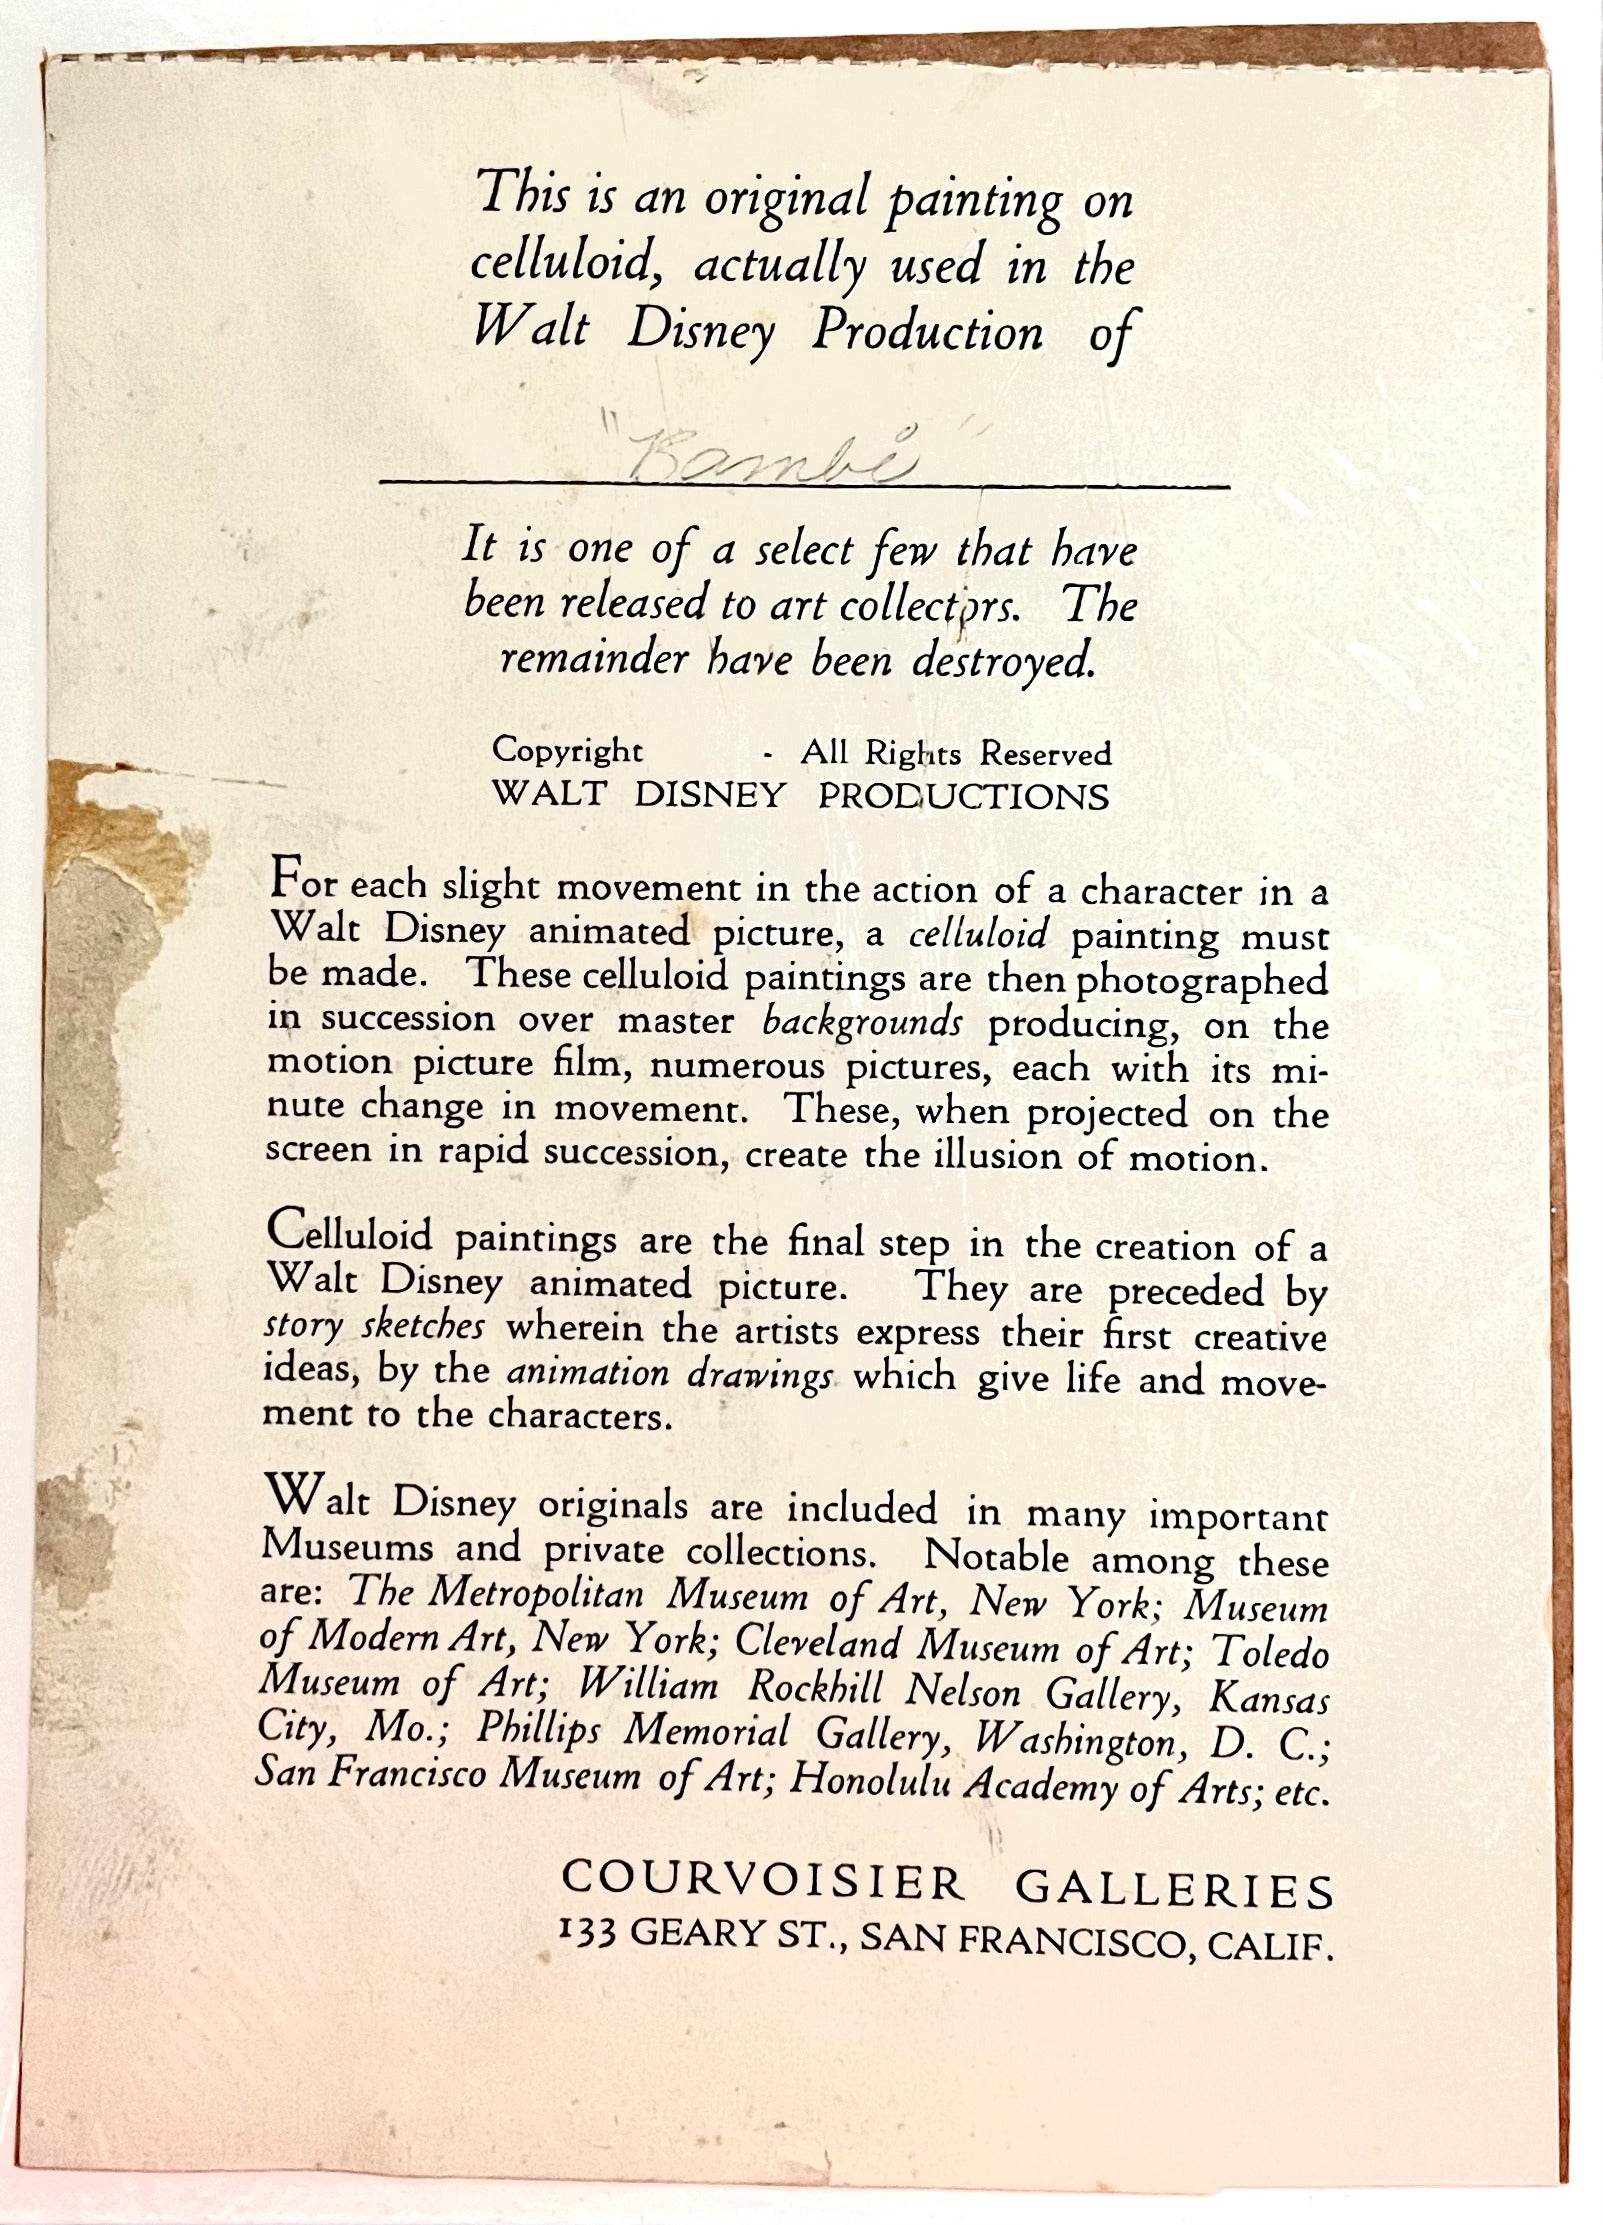 This is an original painting on
celluloid, actually used in the
Walt Disney Production of
"Bambi"
It is one of a select few that have
been released to art collectors. The
remainder have been destroyed.
Copyright - All Rights Reserved
WALT DISNEY PRODUCTIONS
For each slight movement in the action of a character in a
Walt Disney animated picture, a celluloid painting must
be made. These celluloid paintings are then photographed
in succession over master backgrounds producing, on the
motion picture film, numerous pictures, each with its mi-
nute change in movement. These, when projected on the
screen in rapid succession, create the illusion of motion.
Celluloid paintings are the final step in the creation of a
Walt Disney animated picture. They are preceded by
story sketches wherein the artists express their first creative
ideas, by the animation drawings which give life and move-
ment to the characters.
Walt Disney originals are included in many important
Museums and private collections. Notable among these
are: The Metropolitan Museum of Art, New York; Museum
of Modern Art, New York; Cleveland Museum of Art; Toledo
Museum of Art; William Rockhill Nelson Gallery, Kansas
City, Mo.; Phillips Memorial Gallery, Washington, D. C.;
San Francisco Museum of Art; Honolulu Academy of Arts; etc.
COURVOISIER GALLERIES
133 GEARY ST., SAN FRANCISCO, CALIF.